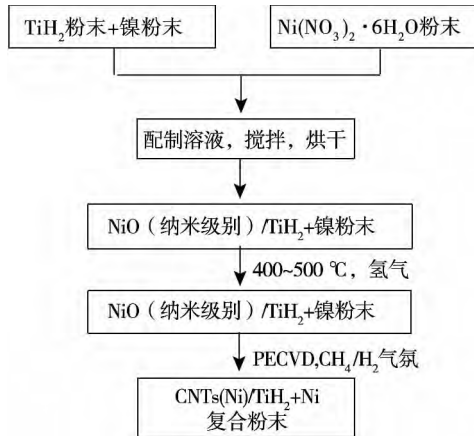 TiH₂粉末+镍粉末
Ni(NO₃)₂·6H₂O粉末
配制溶液，搅拌，烘干
NiO（纳米级别）/TiH₂+镍粉末
400~500 ℃，氢气
NiO（纳米级别）/TiH₂+镍粉末
PECVD,CH₄/H₂气氛
CNTs(Ni)/TiH₂+Ni
复合粉末